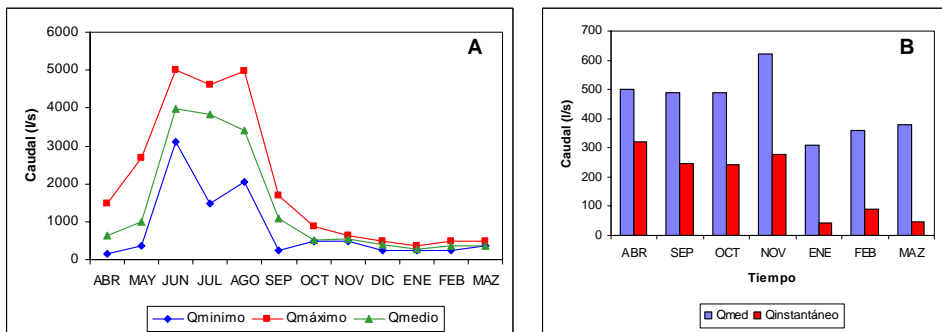 A
Caudal (l/s)
6000
5000
4000
3000
2000
1000
0
ABR MAY JUN JUL AGO SEP OCT NOV DIC ENE FEB MAZ
Qminimo Qmáximo Qmedio
B
Caudal (l/s)
700
600
500
400
300
200
100
0
ABR SEP OCT NOV ENE FEB MAZ
Tiempo
Qmed Qinstantáneo